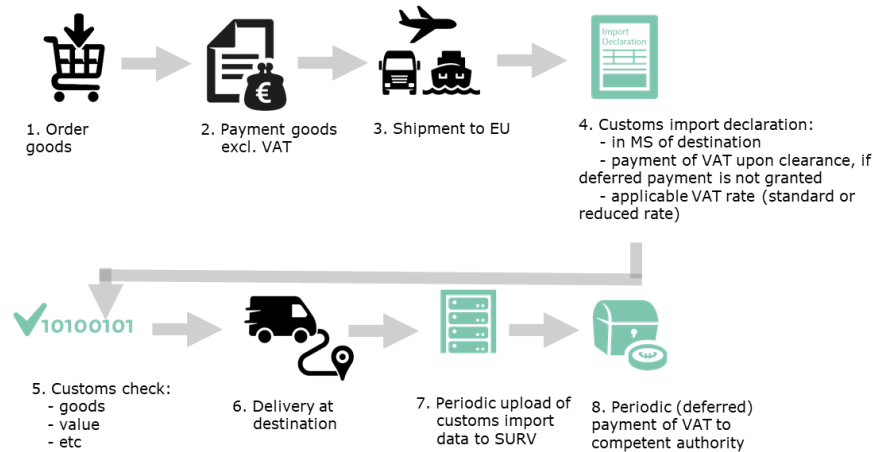 Import
Declaration
€
1. Order
goods
2. Payment goods
excl. VAT
3. Shipment to EU
4. Customs import declaration:
- in MS of destination
- payment of VAT upon clearance, if
deferred payment is not granted
- applicable VAT rate (standard or
reduced rate)
10100101
5. Customs check:
- goods
- value
- etc
6. Delivery at
destination
7. Periodic upload of
customs import
data to SURV
8. Periodic (deferred)
payment of VAT to
competent authority